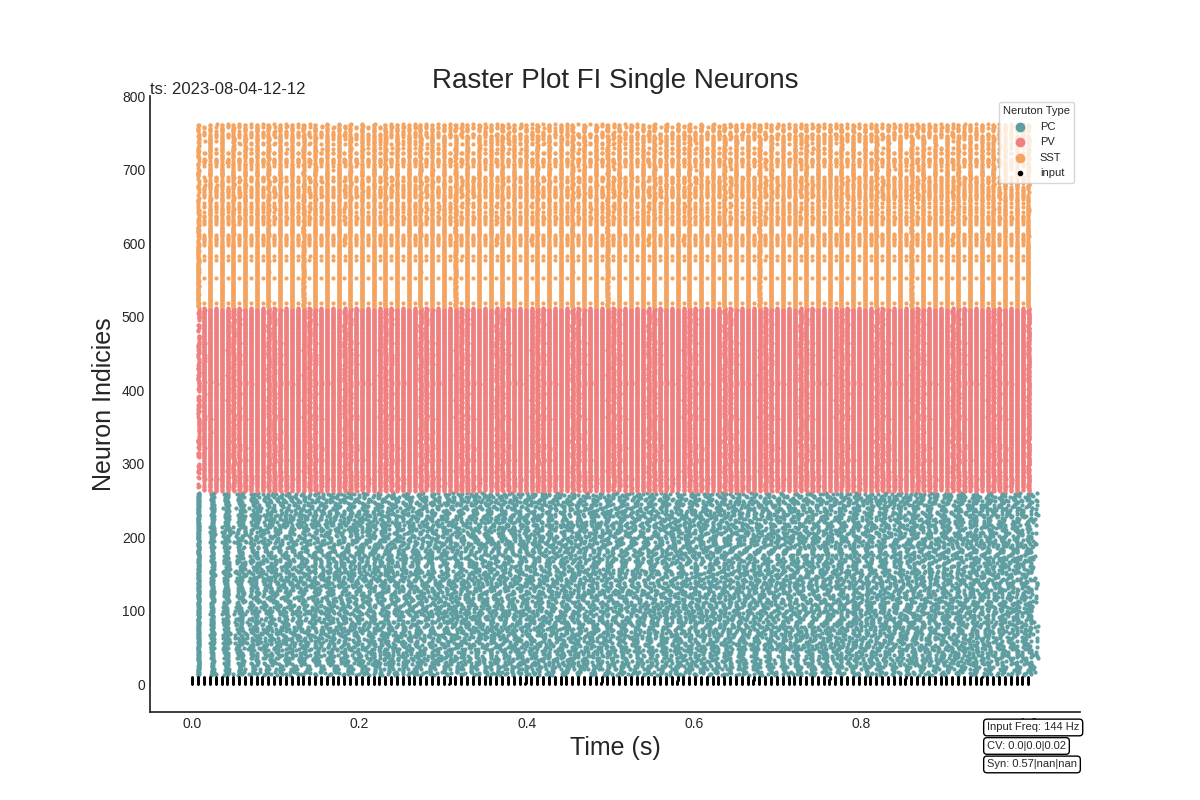 Raster Plot FI Single Neurons
ts: 2023-08-04-12-12
800
700
600
500
400
300
200
100
0
Neuron Indicies
Neruton Type
PC
PV
SST
input
0.0
0.2
0.4
0.6
0.8
Time (s)
Input Freq: 144 Hz
CV: 0.0|0.0|0.02
Syn: 0.57|nan|nan